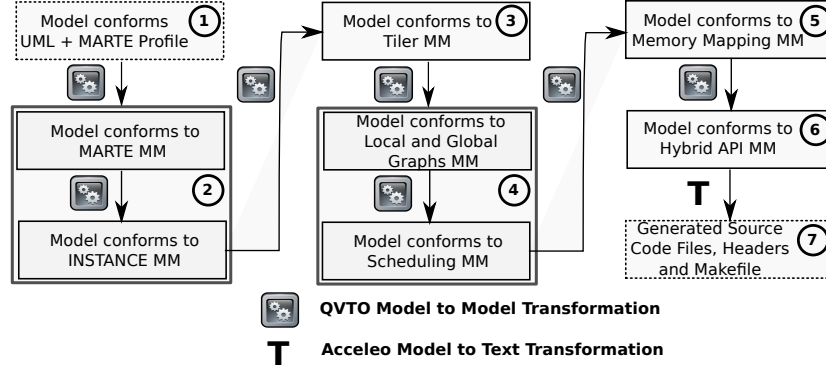 Model conforms
UML + MARTE Profile
1
Model conforms to
MARTE MM
2
Model conforms to
INSTANCE MM
Model conforms to
Tiler MM
3
Model conforms to
Local and Global
Graphs MM
4
Model conforms to
Scheduling MM
Model conforms to
Memory Mapping MM
5
Model conforms to
Hybrid API MM
6
T
Generated Source
Code Files, Headers
and Makefile
7
QVTO Model to Model Transformation
T Acceleo Model to Text Transformation